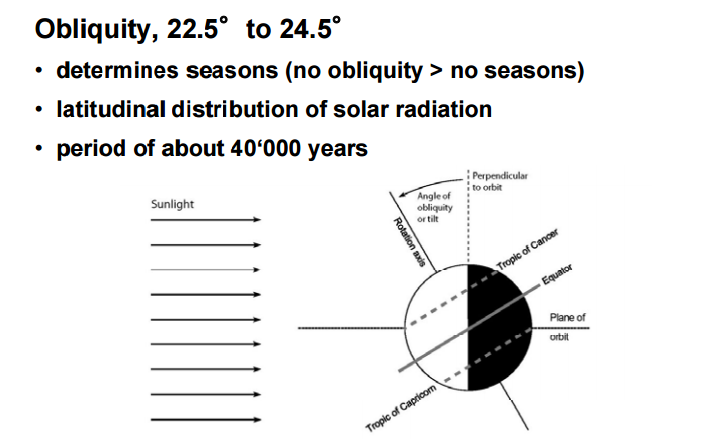 Obliquity, 22.5° to 24.5°
• determines seasons (no obliquity > no seasons)
• latitudinal distribution of solar radiation
• period of about 40‘000 years
Sunlight
Perpendicular
to orbit
Angle of
obliquity
or tilt
Rotation axis
Tropic of Cancer
Equator
Plane of
orbit
Tropic of Capricorn